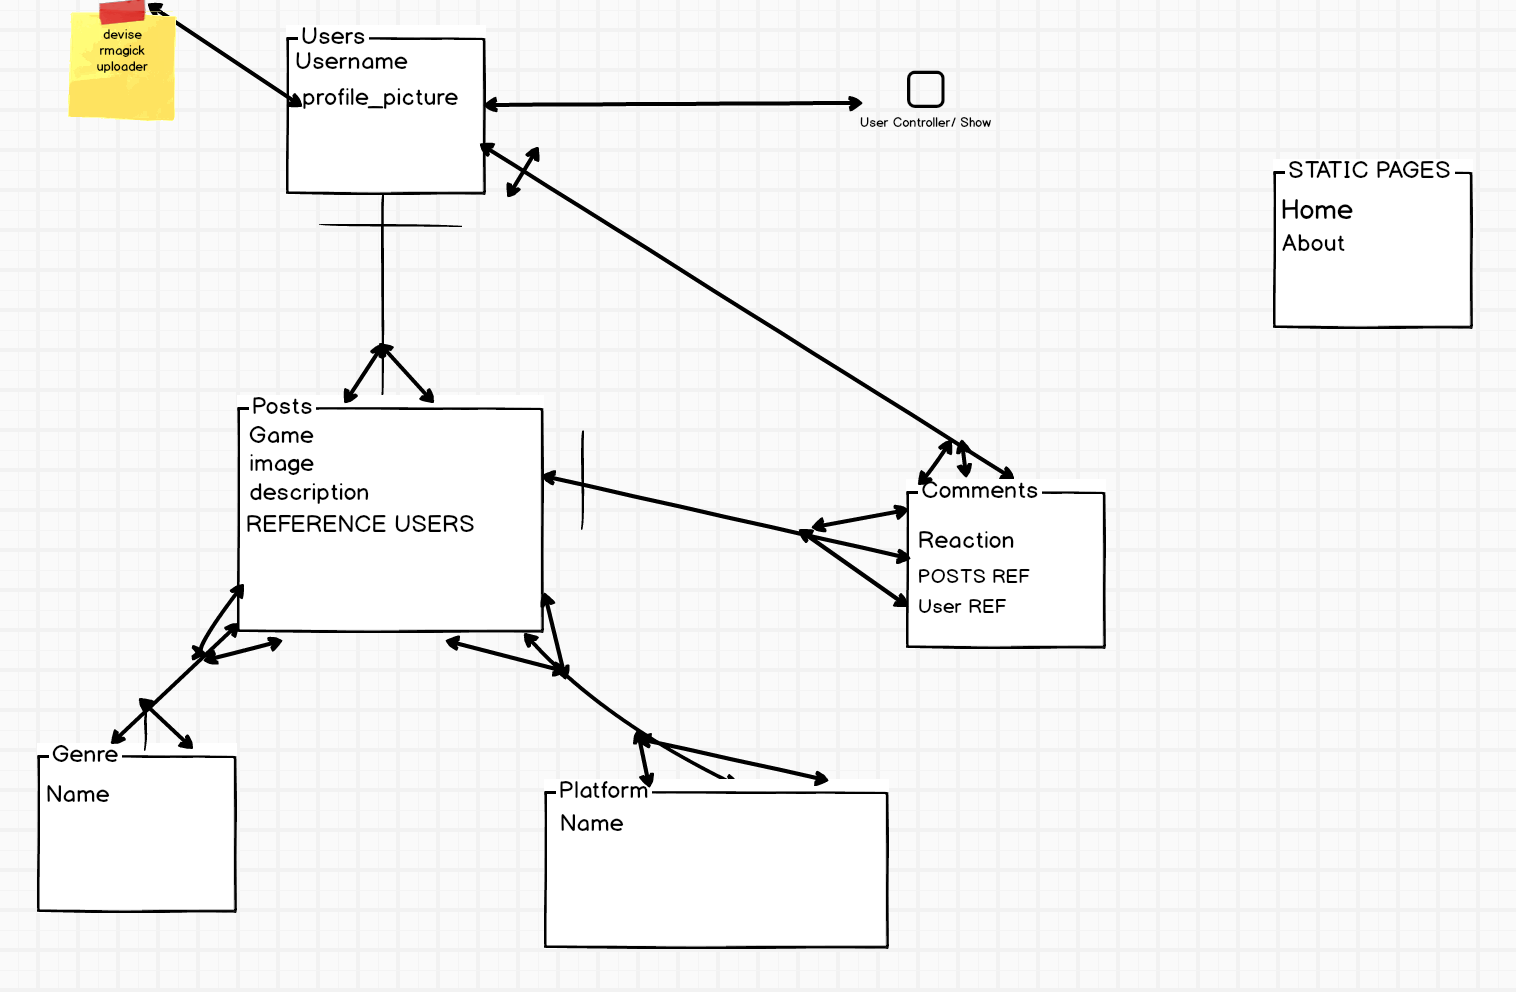 devise
rmagick
uploader
Users
Username
profile_picture
User Controller/ Show
STATIC PAGES
Home
About
Posts
Game
image
description
REFERENCE USERS
Comments
Reaction
POSTS REF
User REF
Genre
Name
Platform
Name